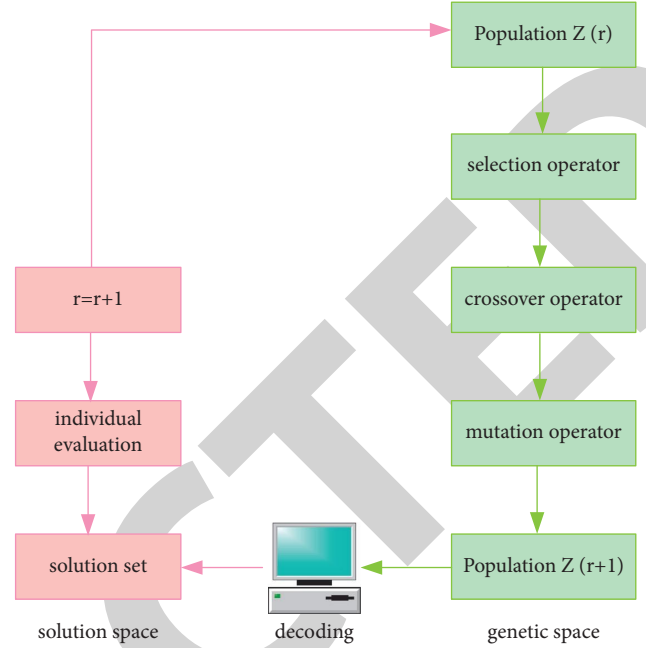 Population Z (r)
selection operator
r=r+1
crossover operator
individual
evaluation
mutation operator
solution set
Population Z (r+1)
solution space
decoding
genetic space